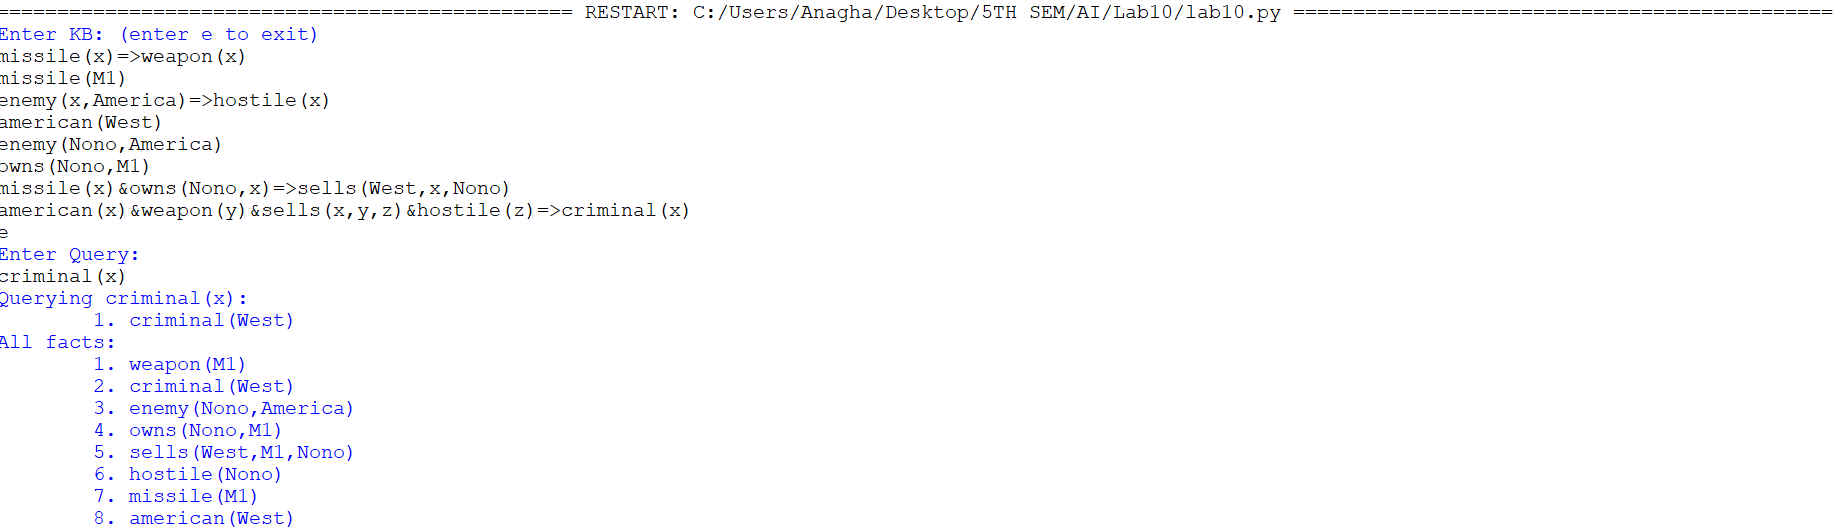 ================================================ RESTART: C:/Users/Anagha/Desktop/5TH SEM/AI/Lab10/lab10.py =============================================
Enter KB: (enter e to exit)
missile(x)=>weapon(x)
missile(M1)
enemy(x,America)=>hostile(x)
american(West)
enemy(Nono,America)
owns(Nono,M1)
missile(x)&owns(Nono,x)=>sells(West,x,Nono)
american(x)&weapon(y)&sells(x,y,z)&hostile(z)=>criminal(x)
e
Enter Query:
criminal(x)
Querying criminal(x):
1. criminal(West)
All facts:
1. weapon(M1)
2. criminal(West)
3. enemy(Nono,America)
4. owns(Nono,M1)
5. sells(West,M1,Nono)
6. hostile(Nono)
7. missile(M1)
8. american(West)